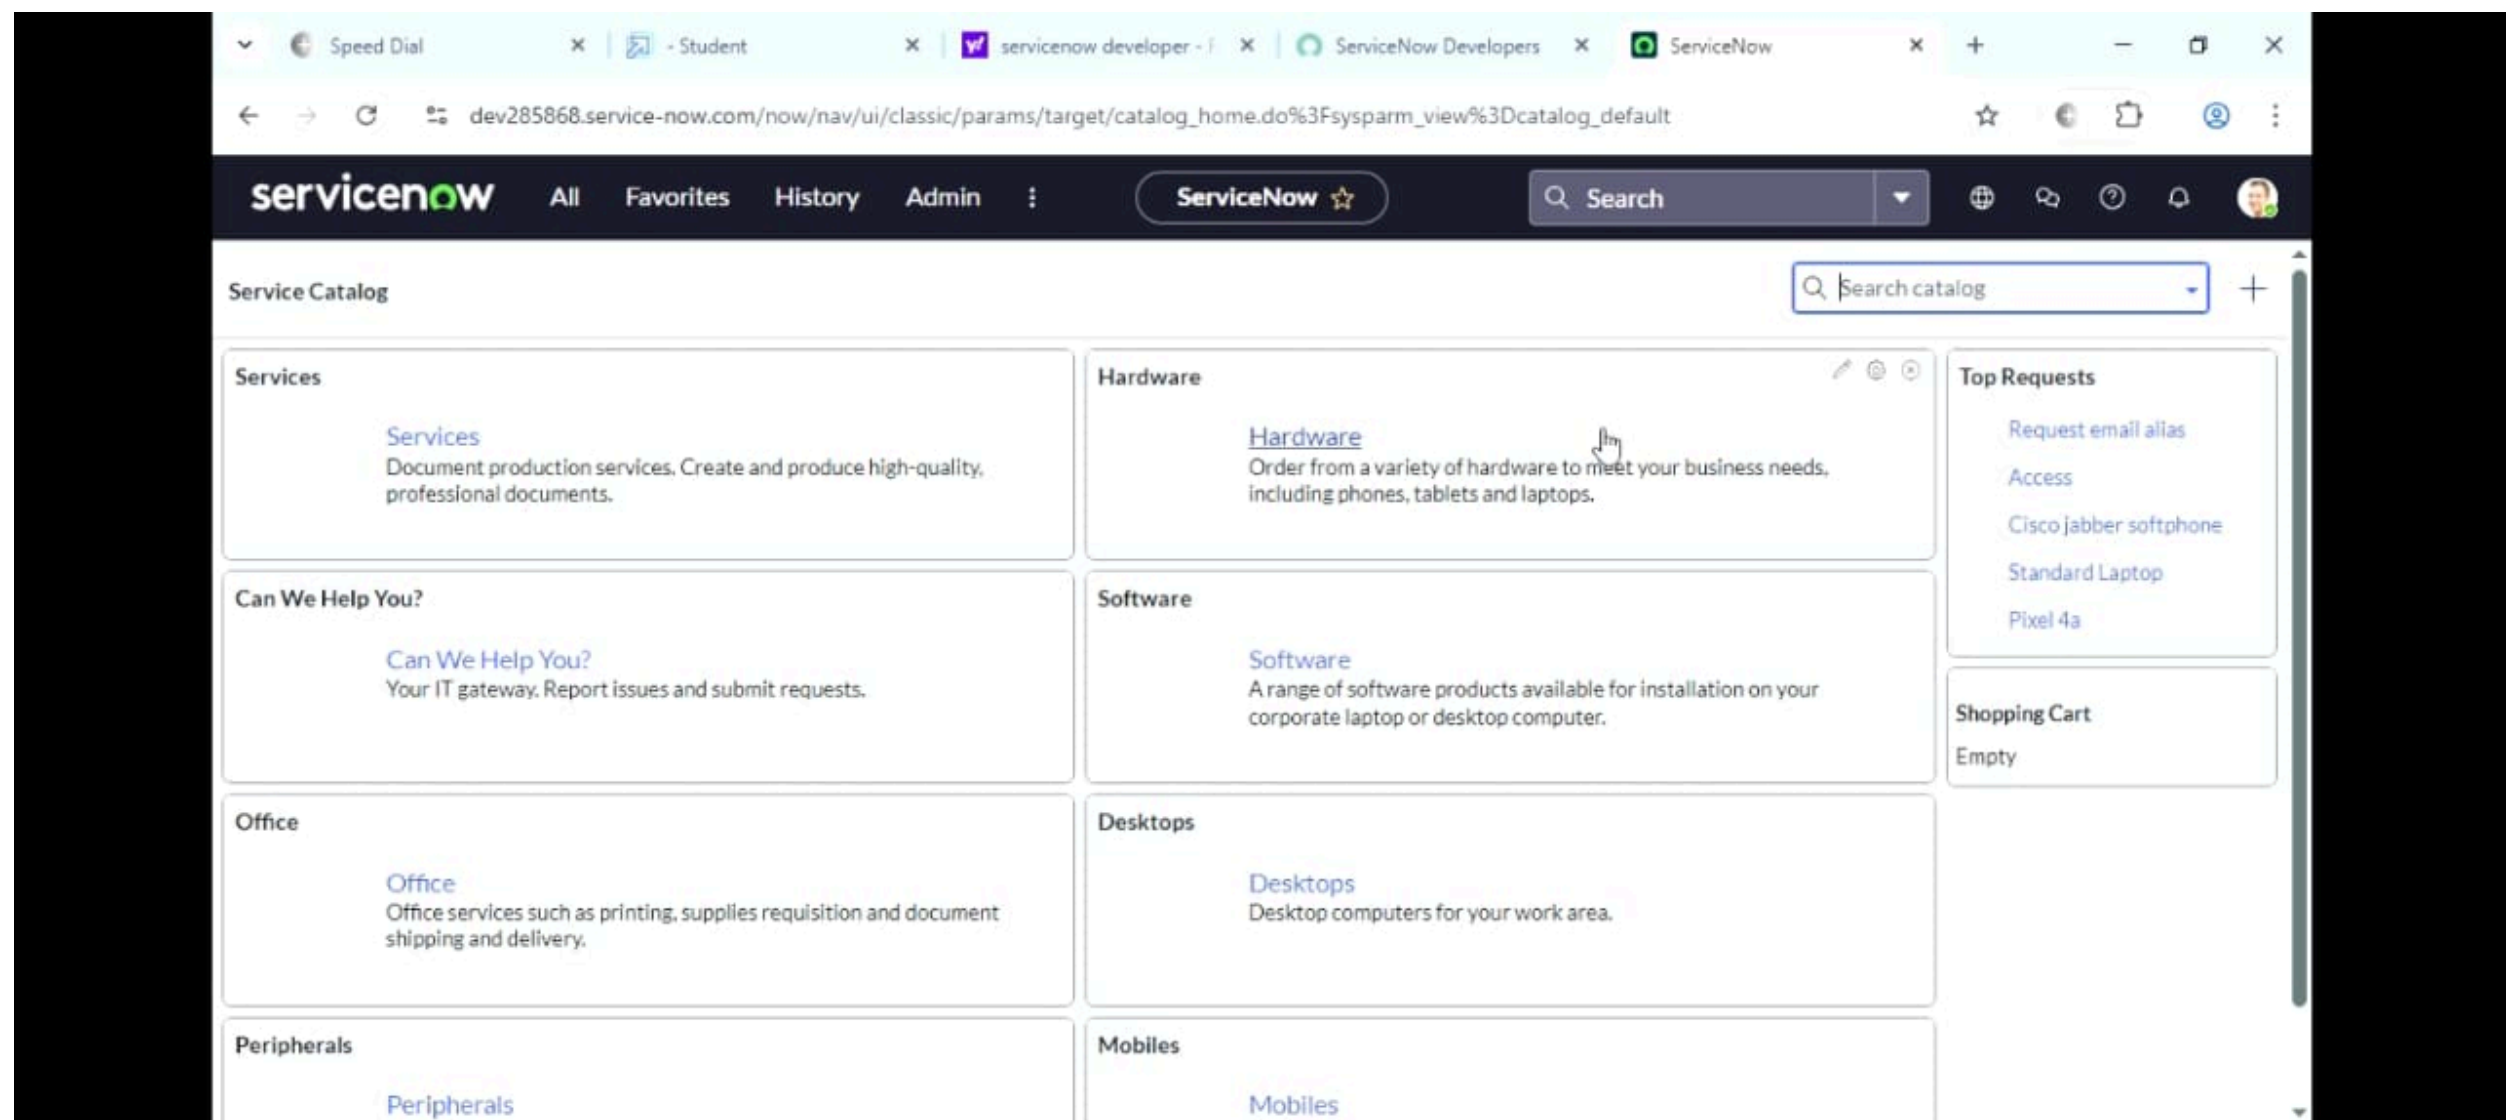 Speed Dial
- Student
servicenow developer -
ServiceNow Developers
ServiceNow
dev285868.service-now.com/now/nav/ui/classic/params/target/catalog_home.do%3Fsysparm_view%3Dcatalog_default
servicenow
All
Favorites
History
Admin
ServiceNow
Search
Service Catalog
Search catalog
Services
Services
Document production services. Create and produce high-quality,
professional documents.
Hardware
Hardware
Order from a variety of hardware to meet your business needs,
including phones, tablets and laptops.
Top Requests
Request email alias
Access
Cisco jabber softphone
Standard Laptop
Pixel 4a
Can We Help You?
Can We Help You?
Your IT gateway. Report issues and submit requests.
Software
Software
A range of software products available for installation on your
corporate laptop or desktop computer.
Shopping Cart
Empty
Office
Office
Office services such as printing, supplies requisition and document
shipping and delivery.
Desktops
Desktops
Desktop computers for your work area.
Peripherals
Peripherals
Mobiles
Mobiles